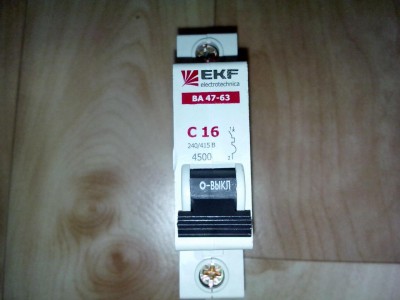 EKF
electrotechnica
ВА 47-63
C 16
240/415 В
4500
О-ВЫКЛ